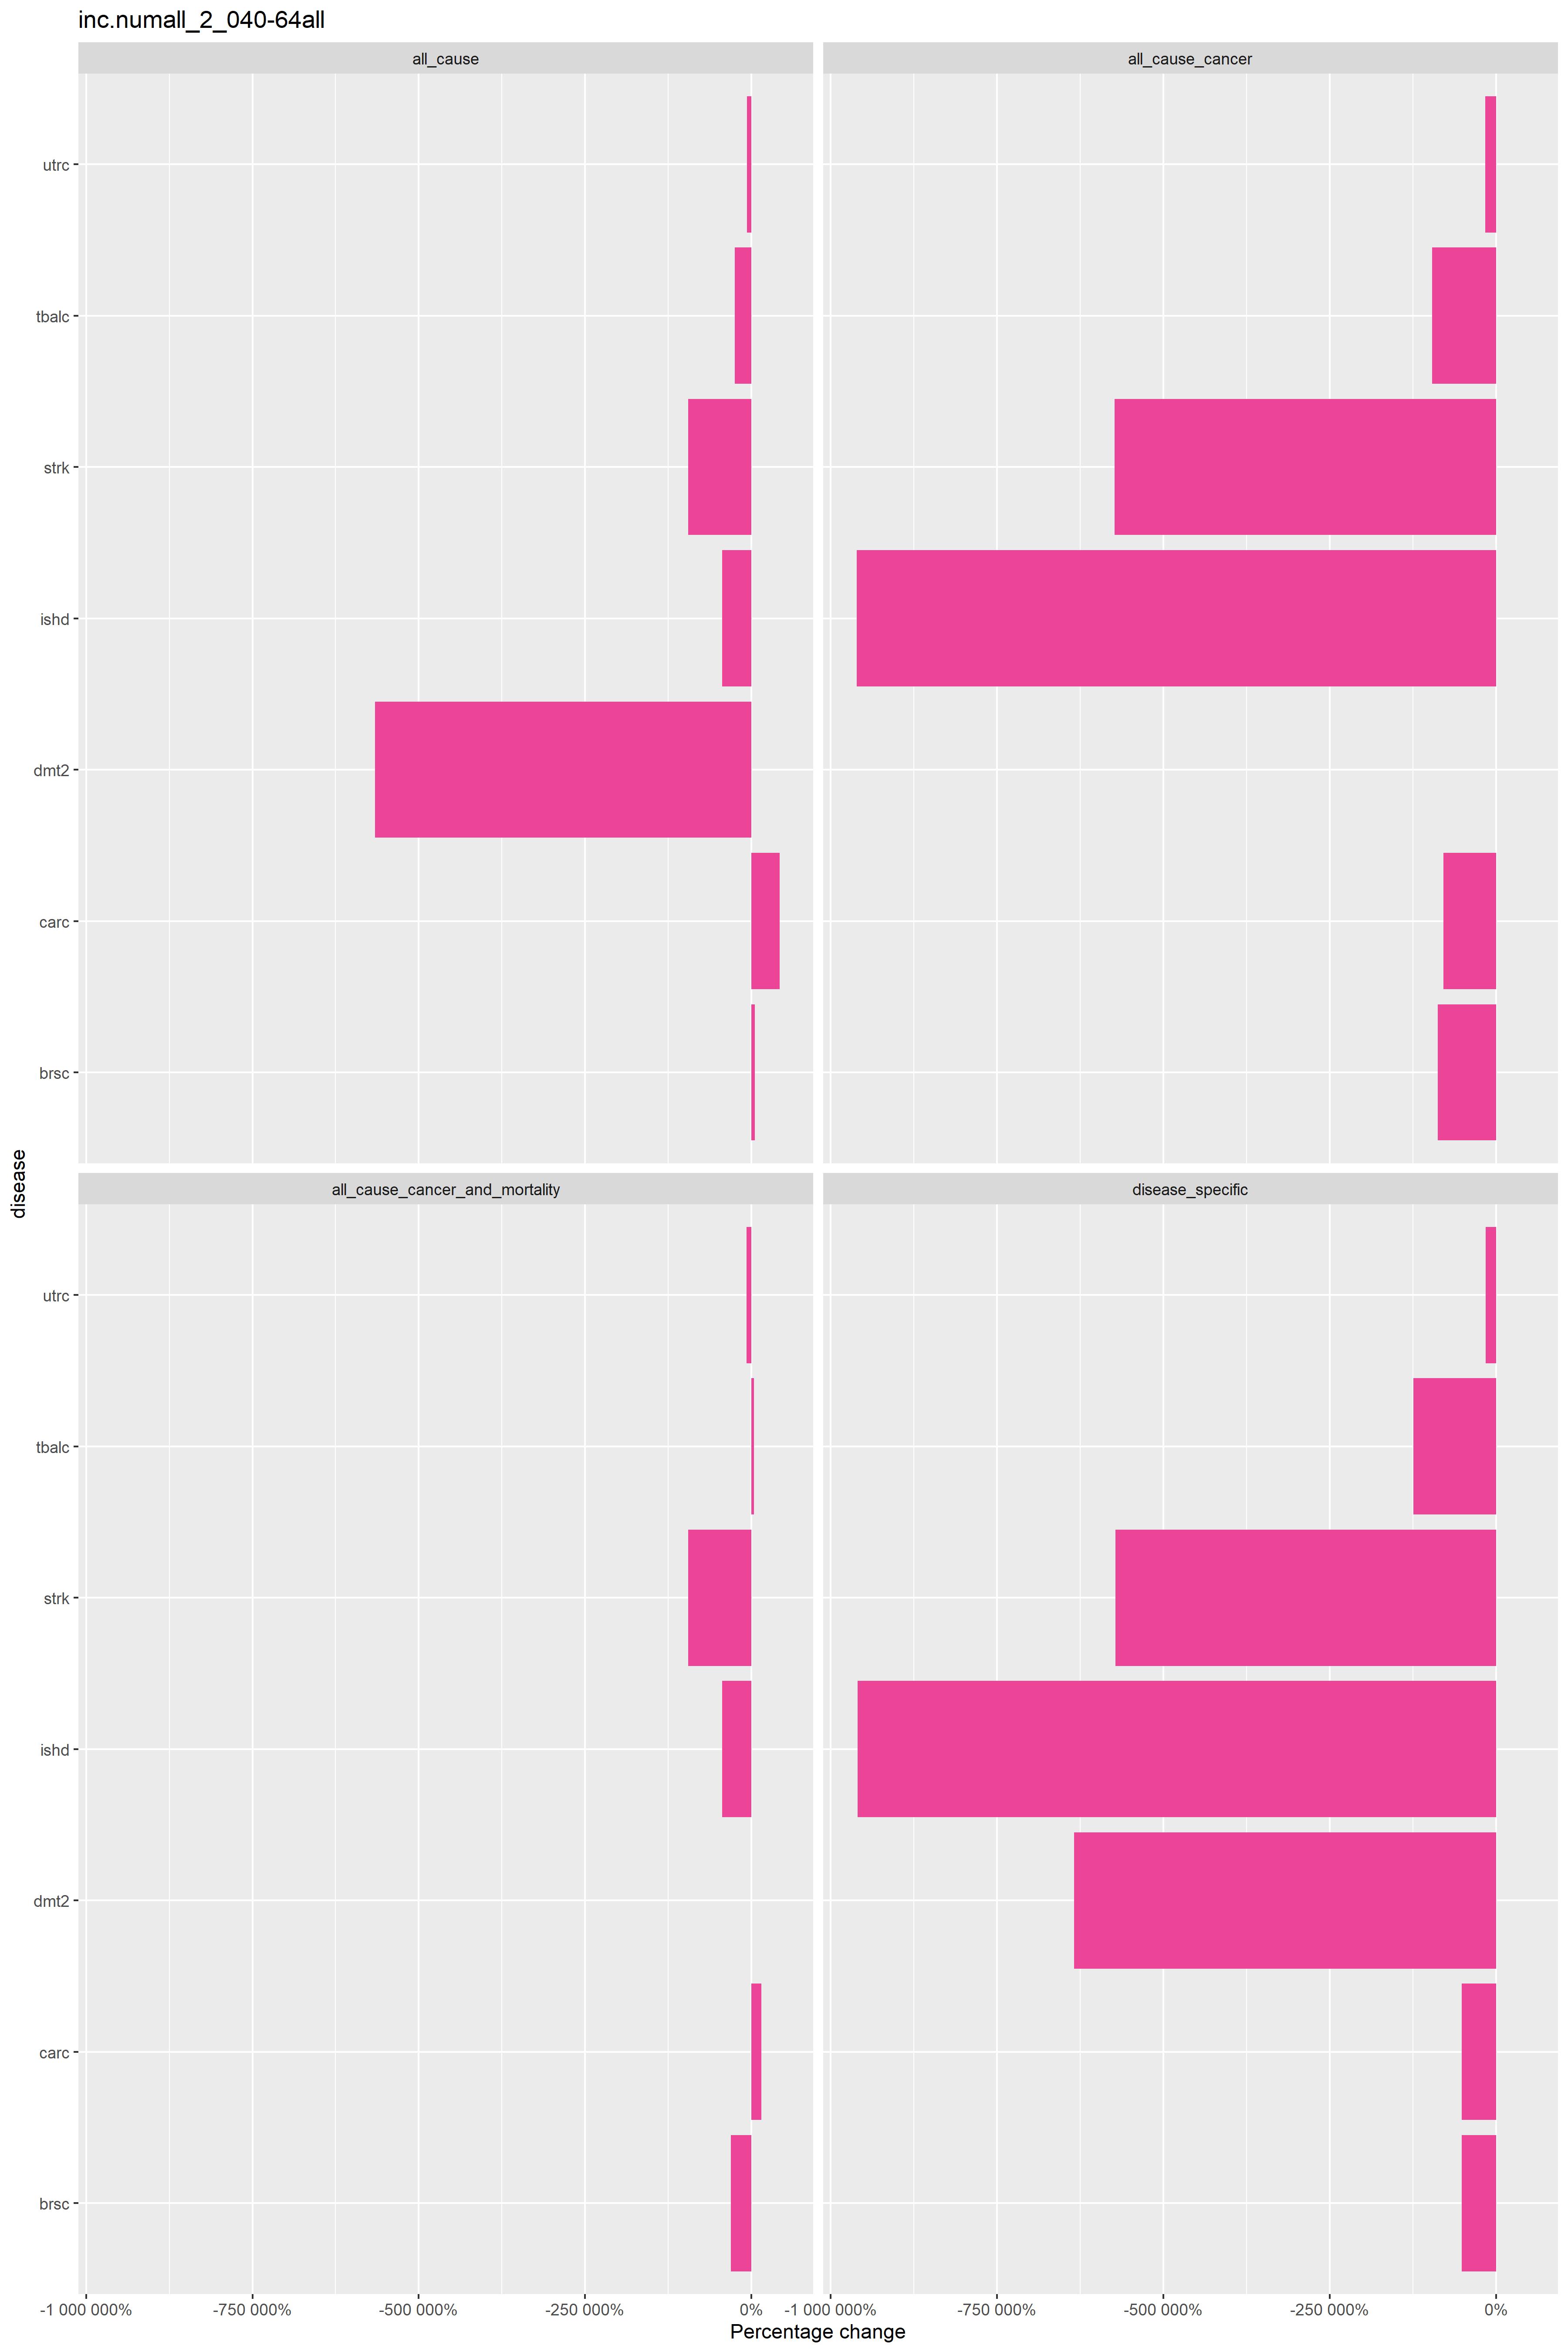 inc.numall_2_040-64all
all_cause
all_cause_cancer
utrc
tbalc
strk
ishd
dmt2
carc
brsc
disease
all_cause_cancer_and_mortality
disease_specific
utrc
tbalc
strk
ishd
dmt2
carc
brsc
-1 000 000% -750 000% -500 000% -250 000% 0% -1 000 000% -750 000% -500 000% -250 000% 0%
Percentage change